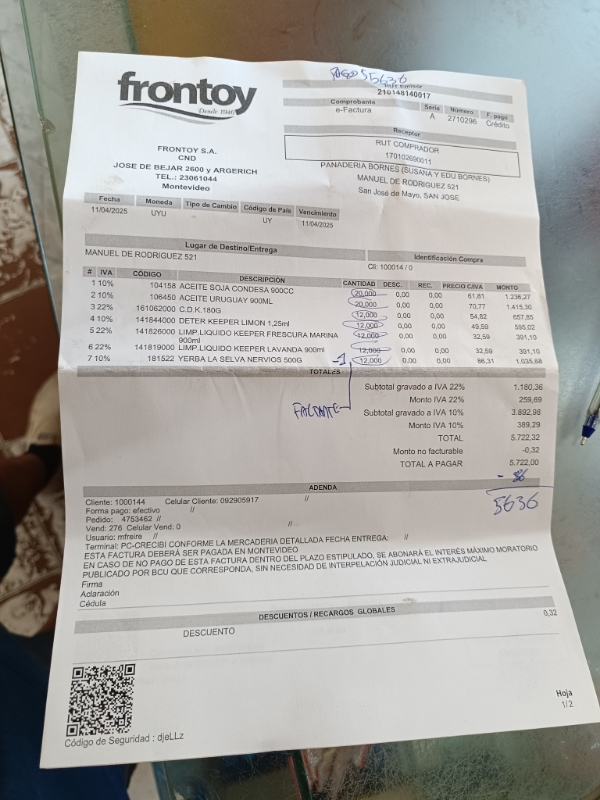 PAGO 5636
frontoy
Desde 1940
210148140017
Comprobante Serie Número F. pago
e-Factura A 2710296 Crédito
Receptor
RUT COMPRADOR
170102690011
PANADERIA BORNES (SUSANA Y EDU BORNES)
MANUEL DE RODRIGUEZ 521
San José de Mayo, SAN JOSE
FRONTOY S.A.
CND
JOSE DE BEJAR 2600 y ARGERICH
TEL.: 23061044
Montevideo
Fecha Moneda Tipo de Cambio Código de País Vencimiento
11/04/2025 UYU UY 11/04/2025
Lugar de Destino/Entrega Identificación Compra
MANUEL DE RODRIGUEZ 521 Cli: 100014 / 0
# IVA CÓDIGO DESCRIPCIÓN CANTIDAD DESC. REC. PRECIO C/IVA MONTO
1 10% 104158 ACEITE SOJA CONDESA 900CC 20,000 0,00 0,00 61,81 1.236,27
2 10% 106450 ACEITE URUGUAY 900ML 20,000 0,00 0,00 70,77 1.415,30
3 22% 161062000 C.D.K.180G 12,000 0,00 0,00 54,82 657,85
4 10% 141844000 DETER KEEPER LIMON 1,25ml 12,000 0,00 0,00 49,59 595,02
5 22% 141826000 LIMP.LIQUIDO KEEPER FRESCURA MARINA 900ml 12,000 0,00 0,00 32,59 391,10
6 22% 141819000 LIMP.LIQUIDO KEEPER LAVANDA 900ml 12,000 0,00 0,00 32,59 391,10
7 10% 181522 YERBA LA SELVA NERVIOS 500G -1 12,000 0,00 0,00 86,31 1.035,68
TOTALES
FALTANTE
Subtotal gravado a IVA 22% 1.180,36
Monto IVA 22% 259,69
Subtotal gravado a IVA 10% 3.892,98
Monto IVA 10% 389,29
TOTAL 5.722,32
Monto no facturable -0,32
TOTAL A PAGAR 5.722,00
- 86
5636
ADENDA
Cliente: 1000144 Celular Cliente: 092905917 //
Forma pago: efectivo //
Pedido: 4753462 //
Vend: 276 Celular Vend: 0 //
Usuario: mfreire //
Terminal: PC-CRECIBI CONFORME LA MERCADERIA DETALLADA FECHA ENTREGA: //
ESTA FACTURA DEBERÁ SER PAGADA EN MONTEVIDEO
EN CASO DE NO PAGO DE ESTA FACTURA DENTRO DEL PLAZO ESTIPULADO, SE ABONARÁ EL INTERÉS MÁXIMO MORATORIO
PUBLICADO POR BCU QUE CORRESPONDA, SIN NECESIDAD DE INTERPELACIÓN JUDICIAL NI EXTRAJUDICIAL
Firma
Aclaración
Cédula
DESCUENTOS / RECARGOS GLOBALES
DESCUENTO 0,32
Hoja
1/2
Código de Seguridad : djeLLz